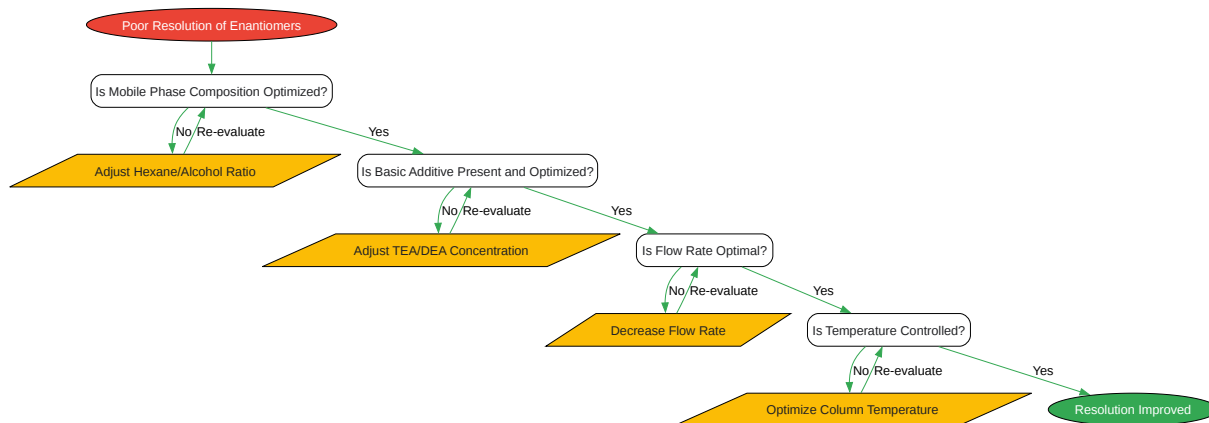 Poor Resolution of Enantiomers
Is Mobile Phase Composition Optimized?
No
Re-evaluate
Yes
Adjust Hexane/Alcohol Ratio
Is Basic Additive Present and Optimized?
No
Re-evaluate
Yes
Adjust TEA/DEA Concentration
Is Flow Rate Optimal?
No
Re-evaluate
Yes
Decrease Flow Rate
Is Temperature Controlled?
No
Re-evaluate
Yes
Optimize Column Temperature
Resolution Improved